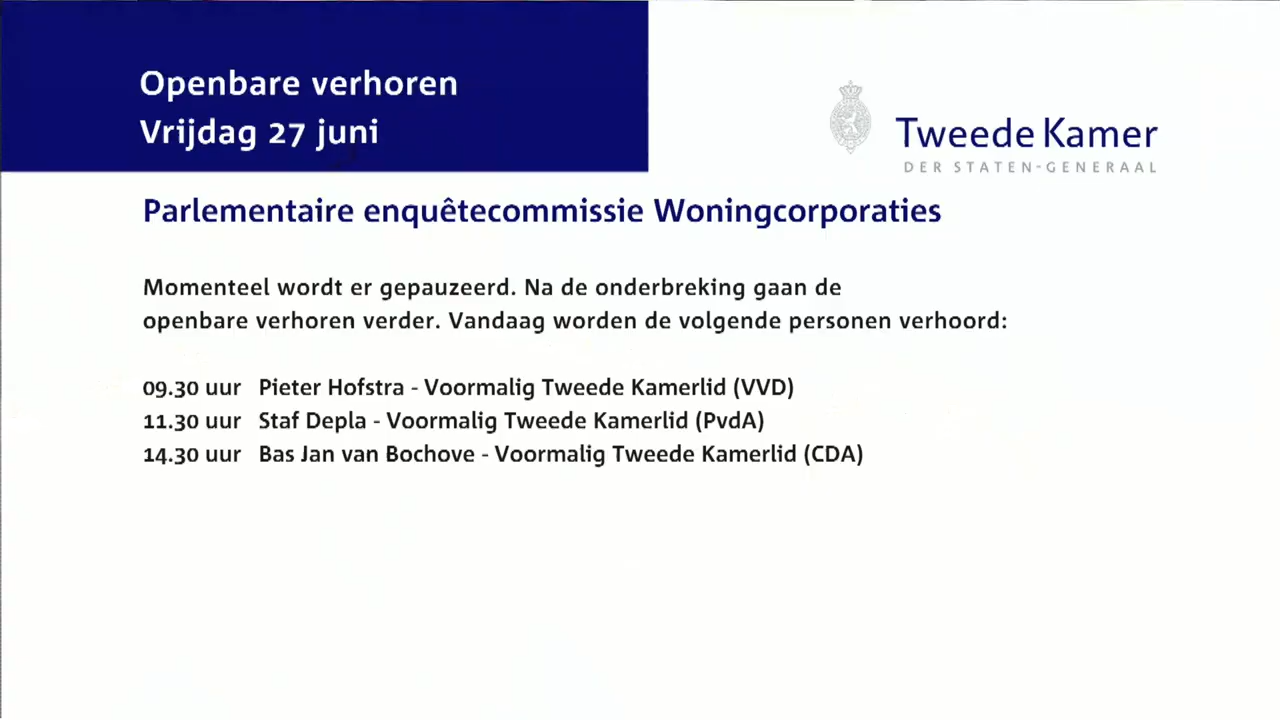 Openbare verhoren
Vrijdag 27 juni
Tweede Kamer
DER STATEN-GENERAAL
Parlementaire enquêtecommissie Woningcorporaties
Momenteel wordt er gepauzeerd. Na de onderbreking gaan de
openbare verhoren verder. Vandaag worden de volgende personen verhoord:
09.30 uur Pieter Hofstra - Voormalig Tweede Kamerlid (VVD)
11.30 uur Staf Depla - Voormalig Tweede Kamerlid (PvdA)
14.30 uur Bas Jan van Bochove - Voormalig Tweede Kamerlid (CDA)